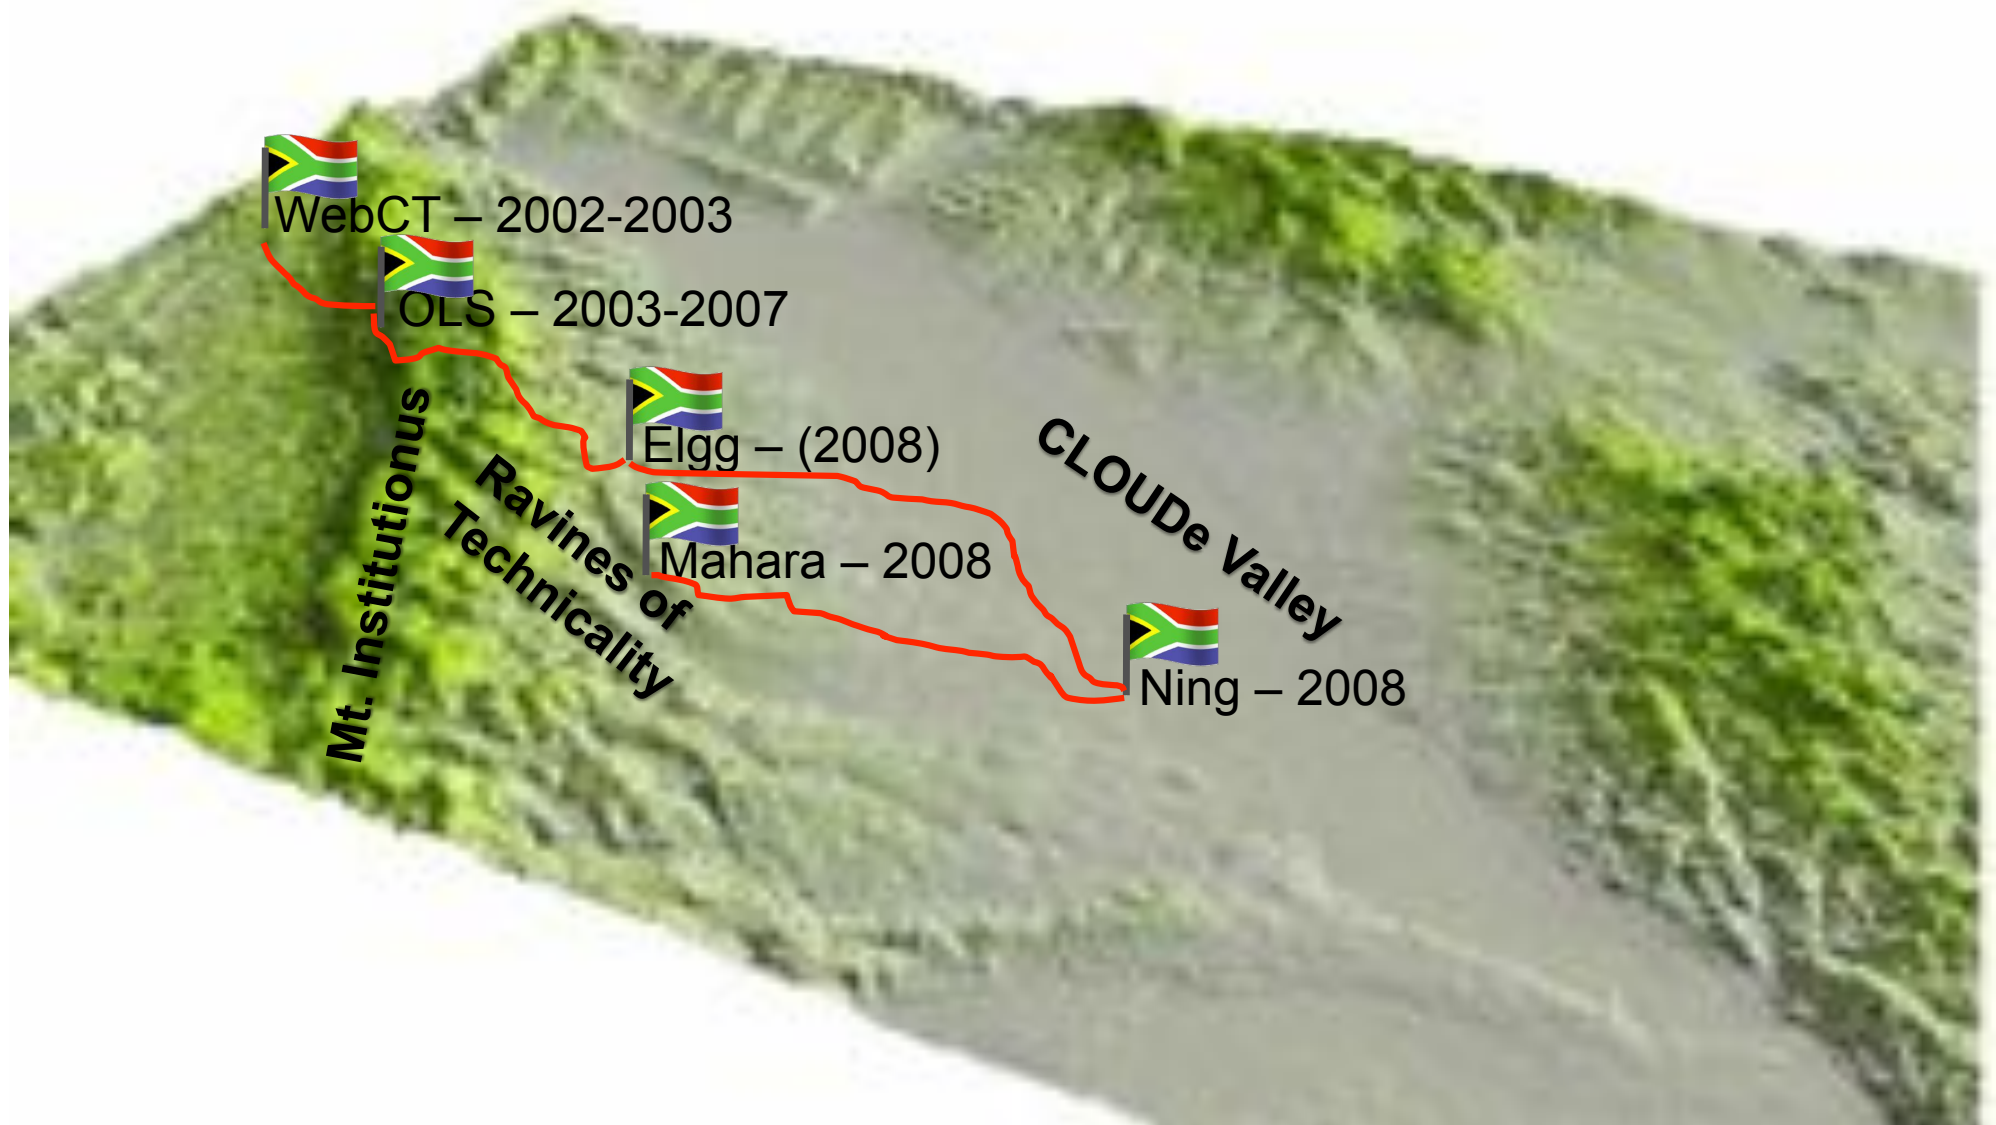 WebCT – 2002-2003
OLS – 2003-2007
Elgg – (2008)
Mahara – 2008
Ning – 2008
Mt. Institutionus
Ravines of
Technicality
CLOUDe Valley